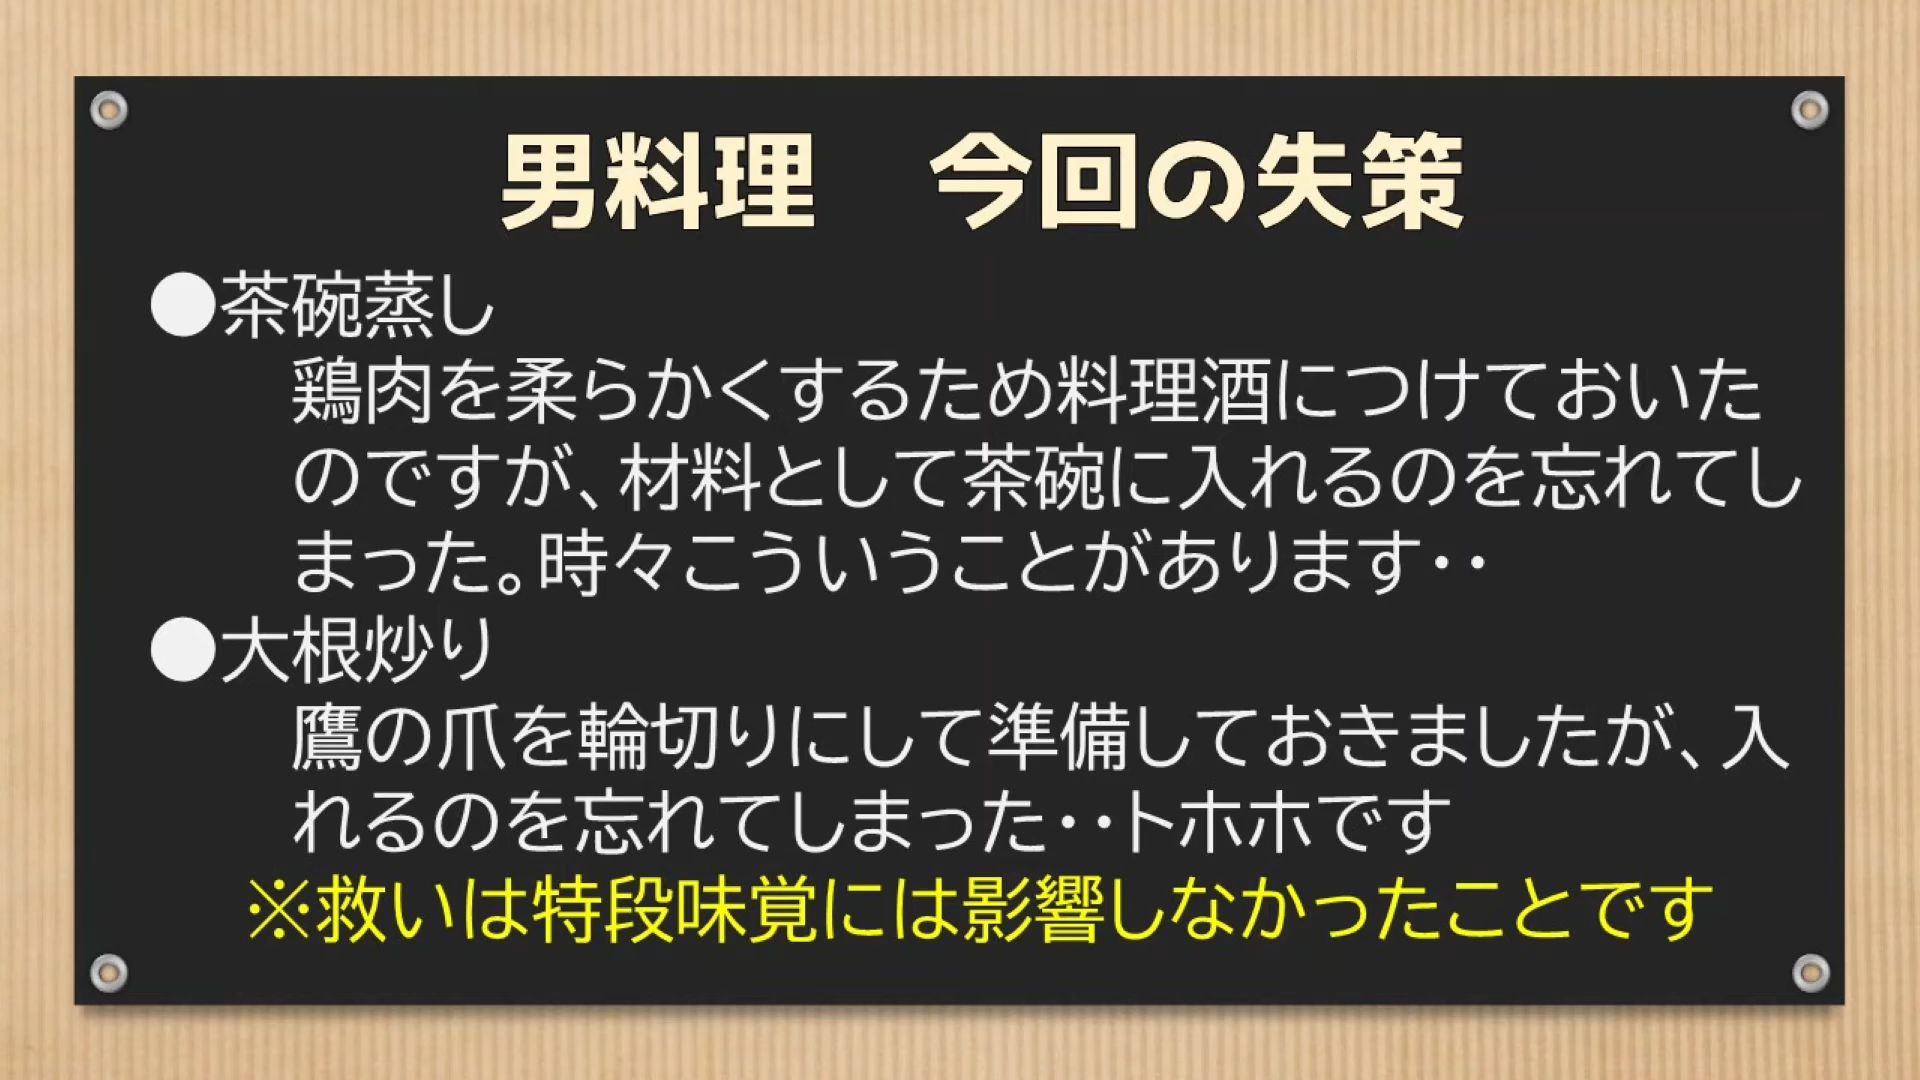 男料理　今回の失策
●茶碗蒸し
鶏肉を柔らかくするため料理酒につけておいた
のですが、材料として茶碗に入れるのを忘れてし
まった。時々こういうことがあります・・
●大根炒り
鷹の爪を輪切りにして準備しておきましたが、入
れるのを忘れてしまった・・トホホです
※救いは特段味覚には影響しなかったことです